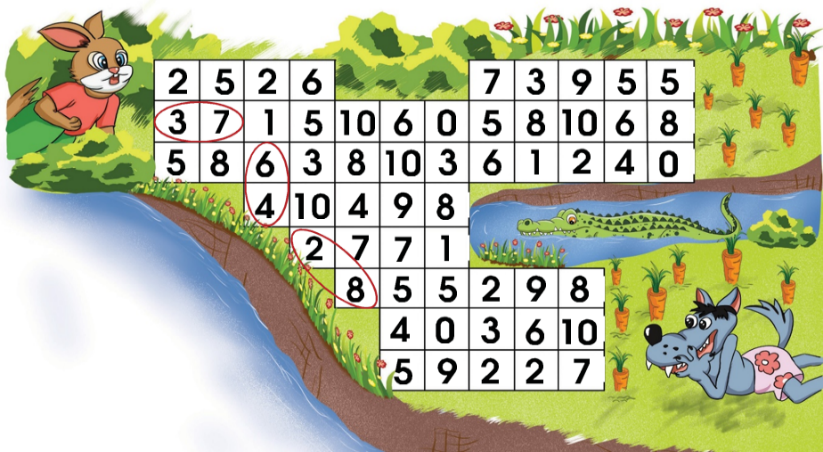 2 5 2 6 7 3 9 5 5
3 7 1 5 10 6 0 5 8 10 6 8
5 8 6 3 8 10 3 6 1 2 4 0
4 10 4 9 8
2 7 7 1
8 5 5 2 9 8
4 0 3 6 10
5 9 2 2 7